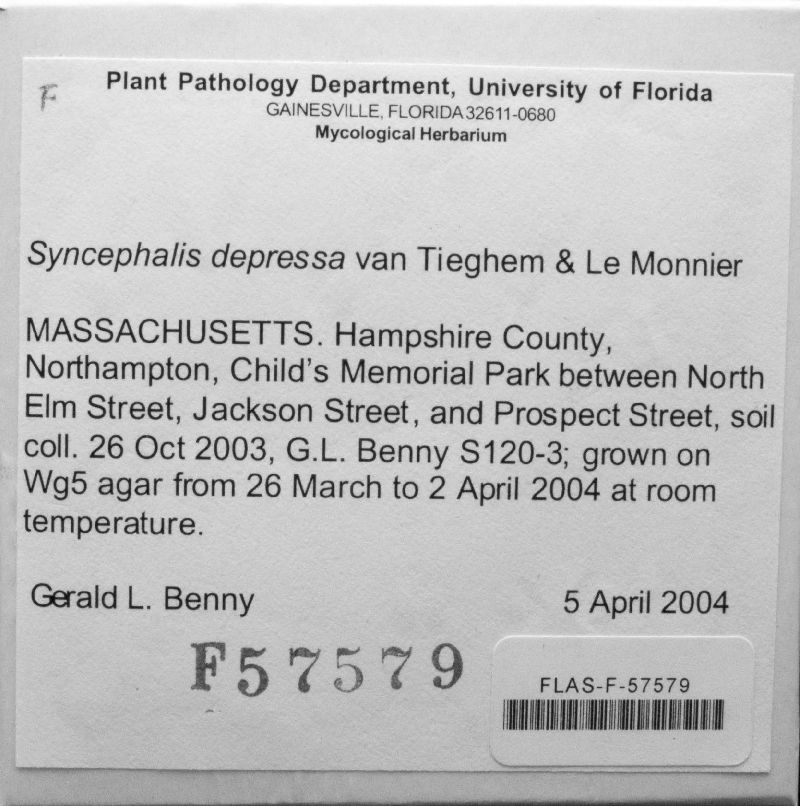 F
Plant Pathology Department, University of Florida
GAINESVILLE, FLORIDA 32611-0680
Mycological Herbarium
Syncephalis depressa van Tieghem & Le Monnier
MASSACHUSETTS. Hampshire County,
Northampton, Child's Memorial Park between North
Elm Street, Jackson Street, and Prospect Street, soil
coll. 26 Oct 2003, G.L. Benny S120-3; grown on
Wg5 agar from 26 March to 2 April 2004 at room
temperature.
Gerald L. Benny 5 April 2004
F57579
FLAS-F-57579